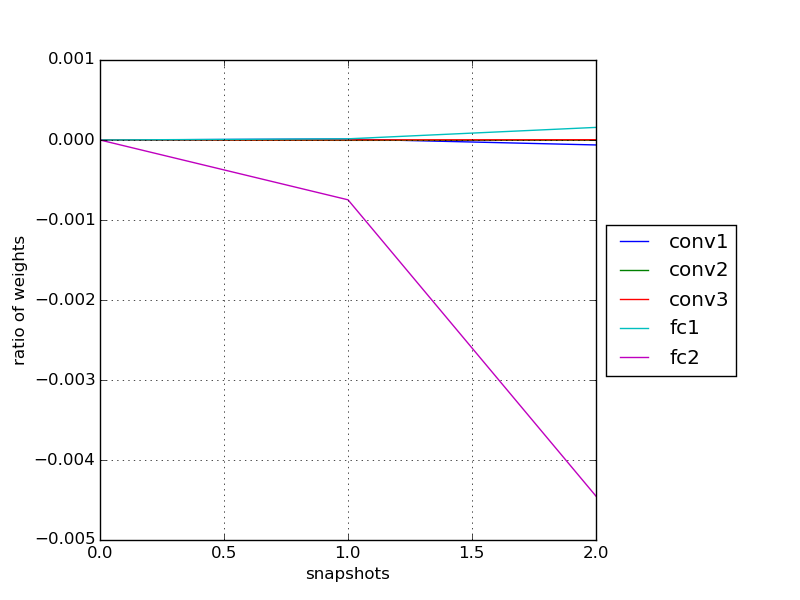 0.001
0.000
−0.001
−0.002
−0.003
−0.004
−0.005
0.0 0.5 1.0 1.5 2.0
snapshots
ratio of weights
conv1
conv2
conv3
fc1
fc2